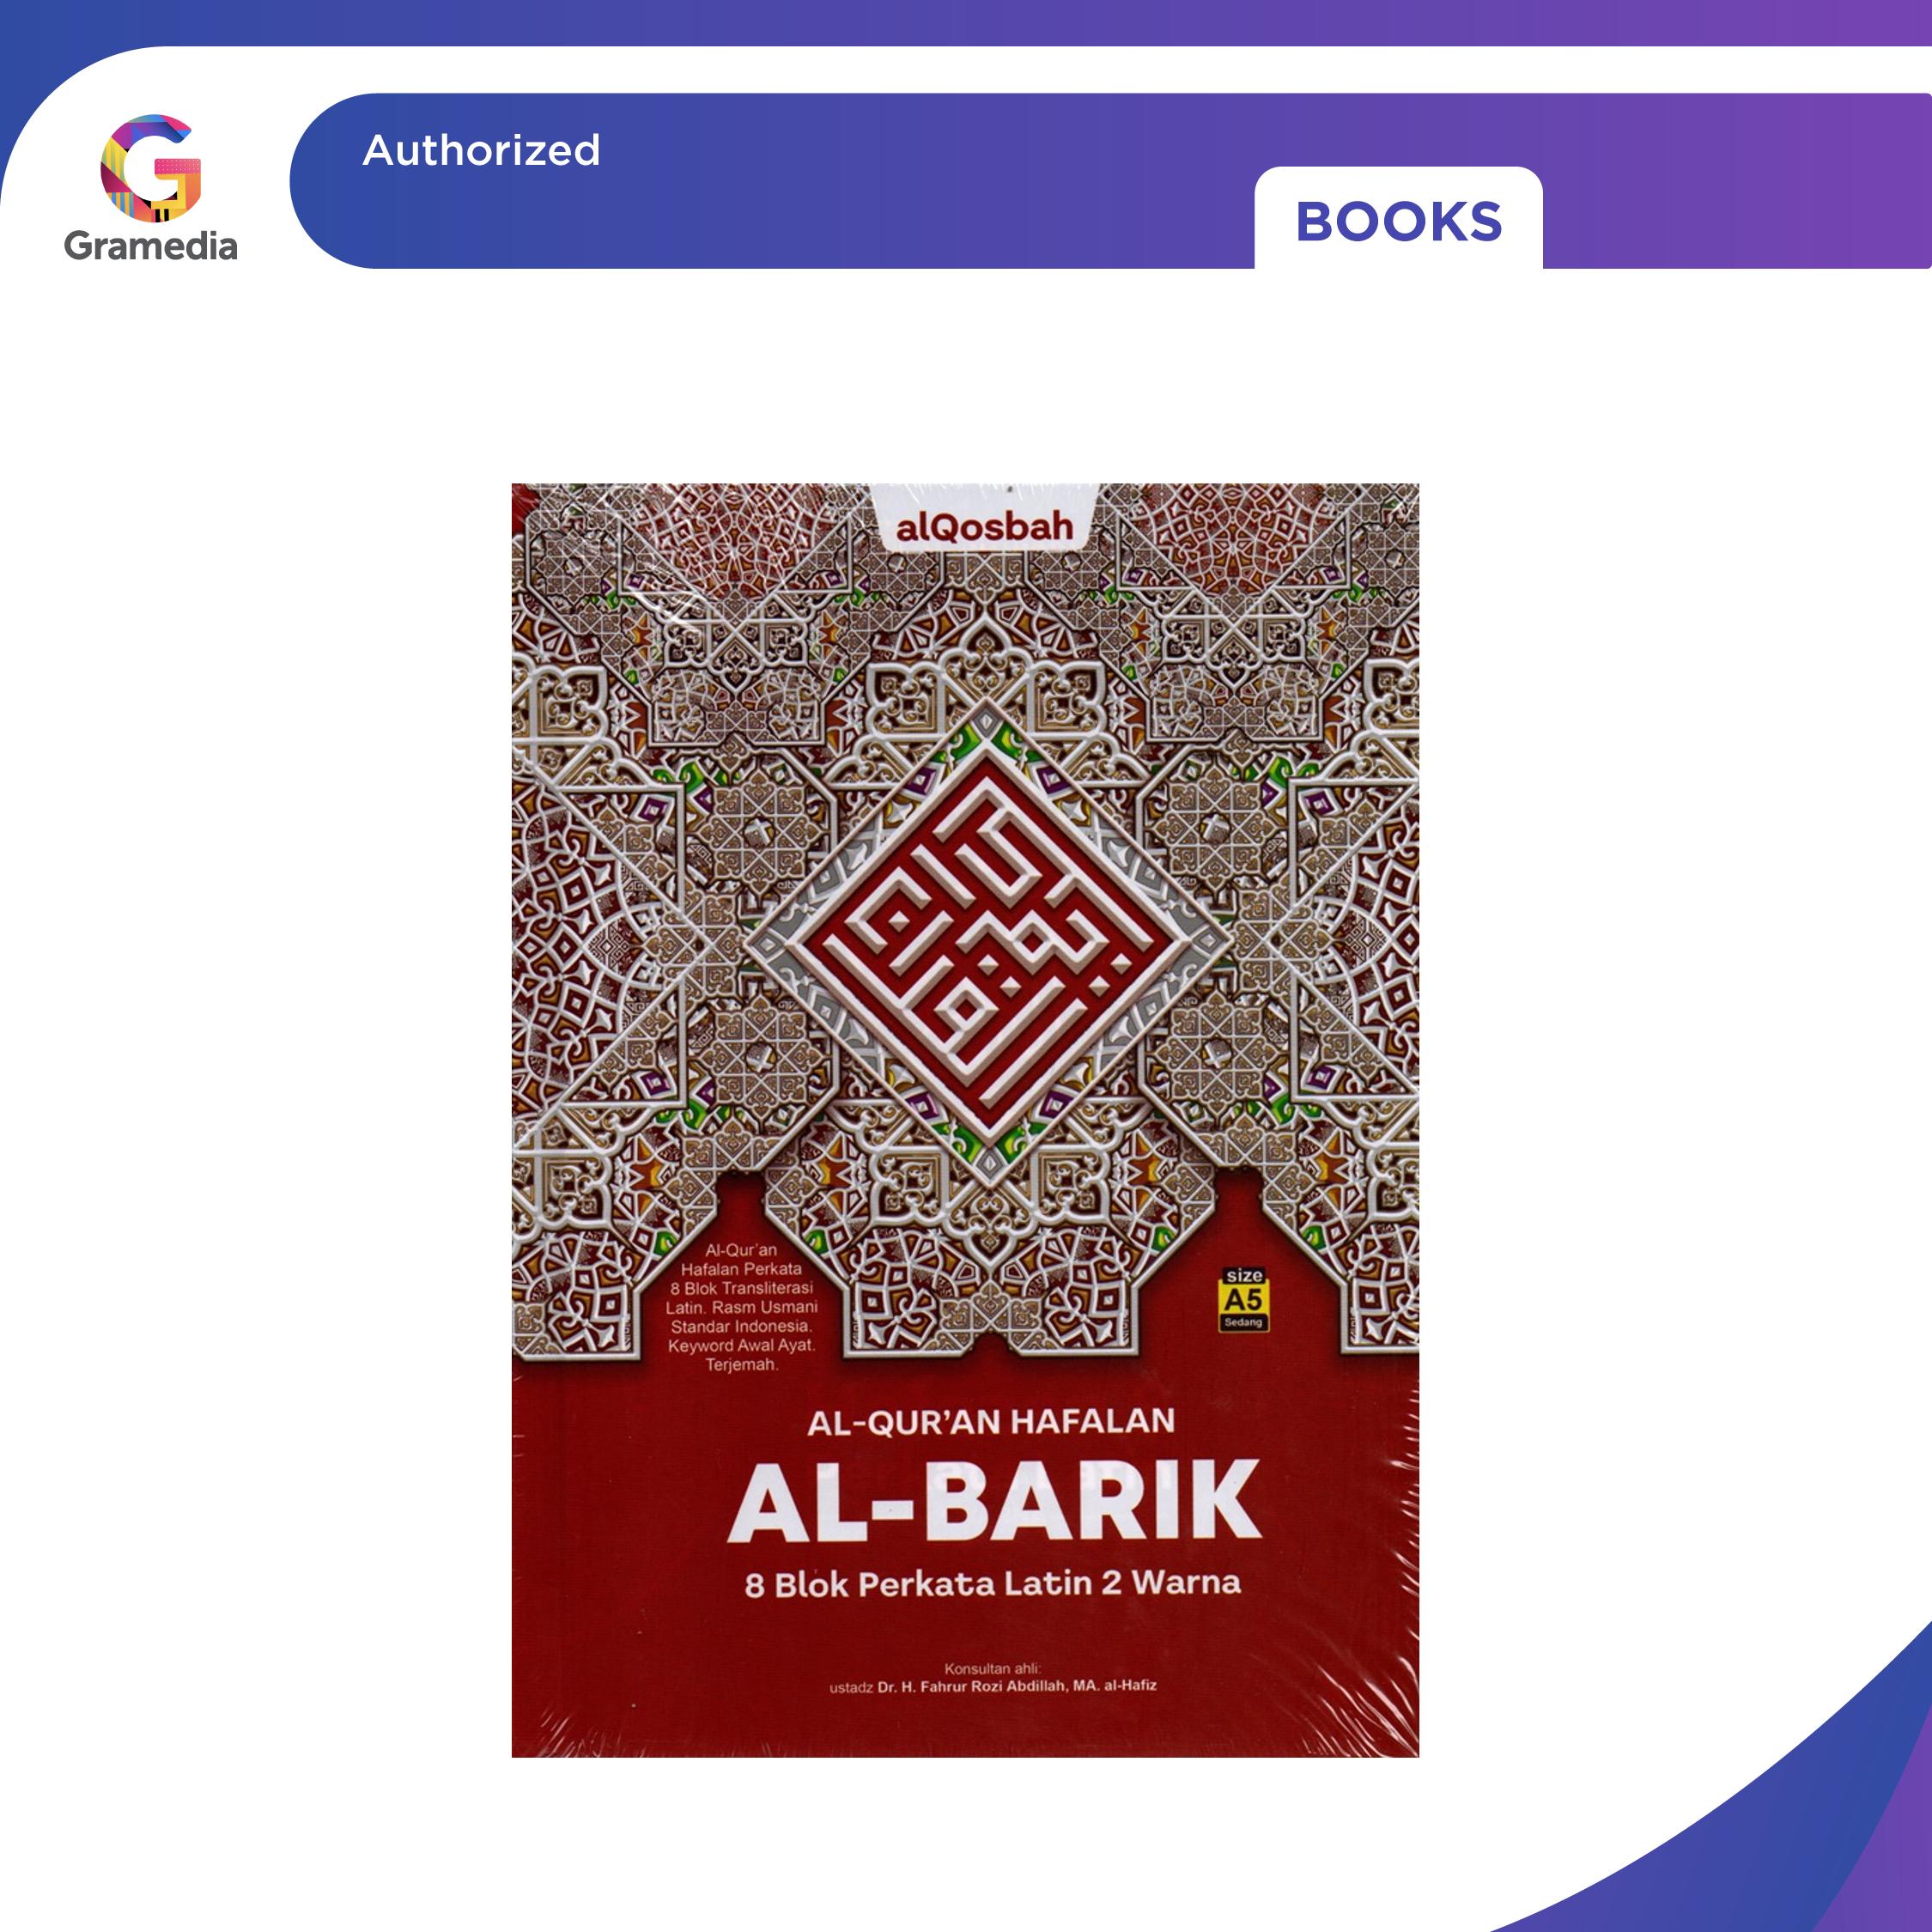 Gramedia
Authorized
BOOKS
alQosbah
Al-Qur'an
Hafalan Perkata
8 Blok Transliterasi
Latin. Rasm Usmani
Standar Indonesia.
Keyword Awal Ayat.
Terjemah.
size
A5
Sedang
AL-QUR'AN HAFALAN
AL-BARIK
8 Blok Perkata Latin 2 Warna
Konsultan ahli:
ustadz Dr. H. Fahrur Rozi Abdillah, MA. al-Hafiz